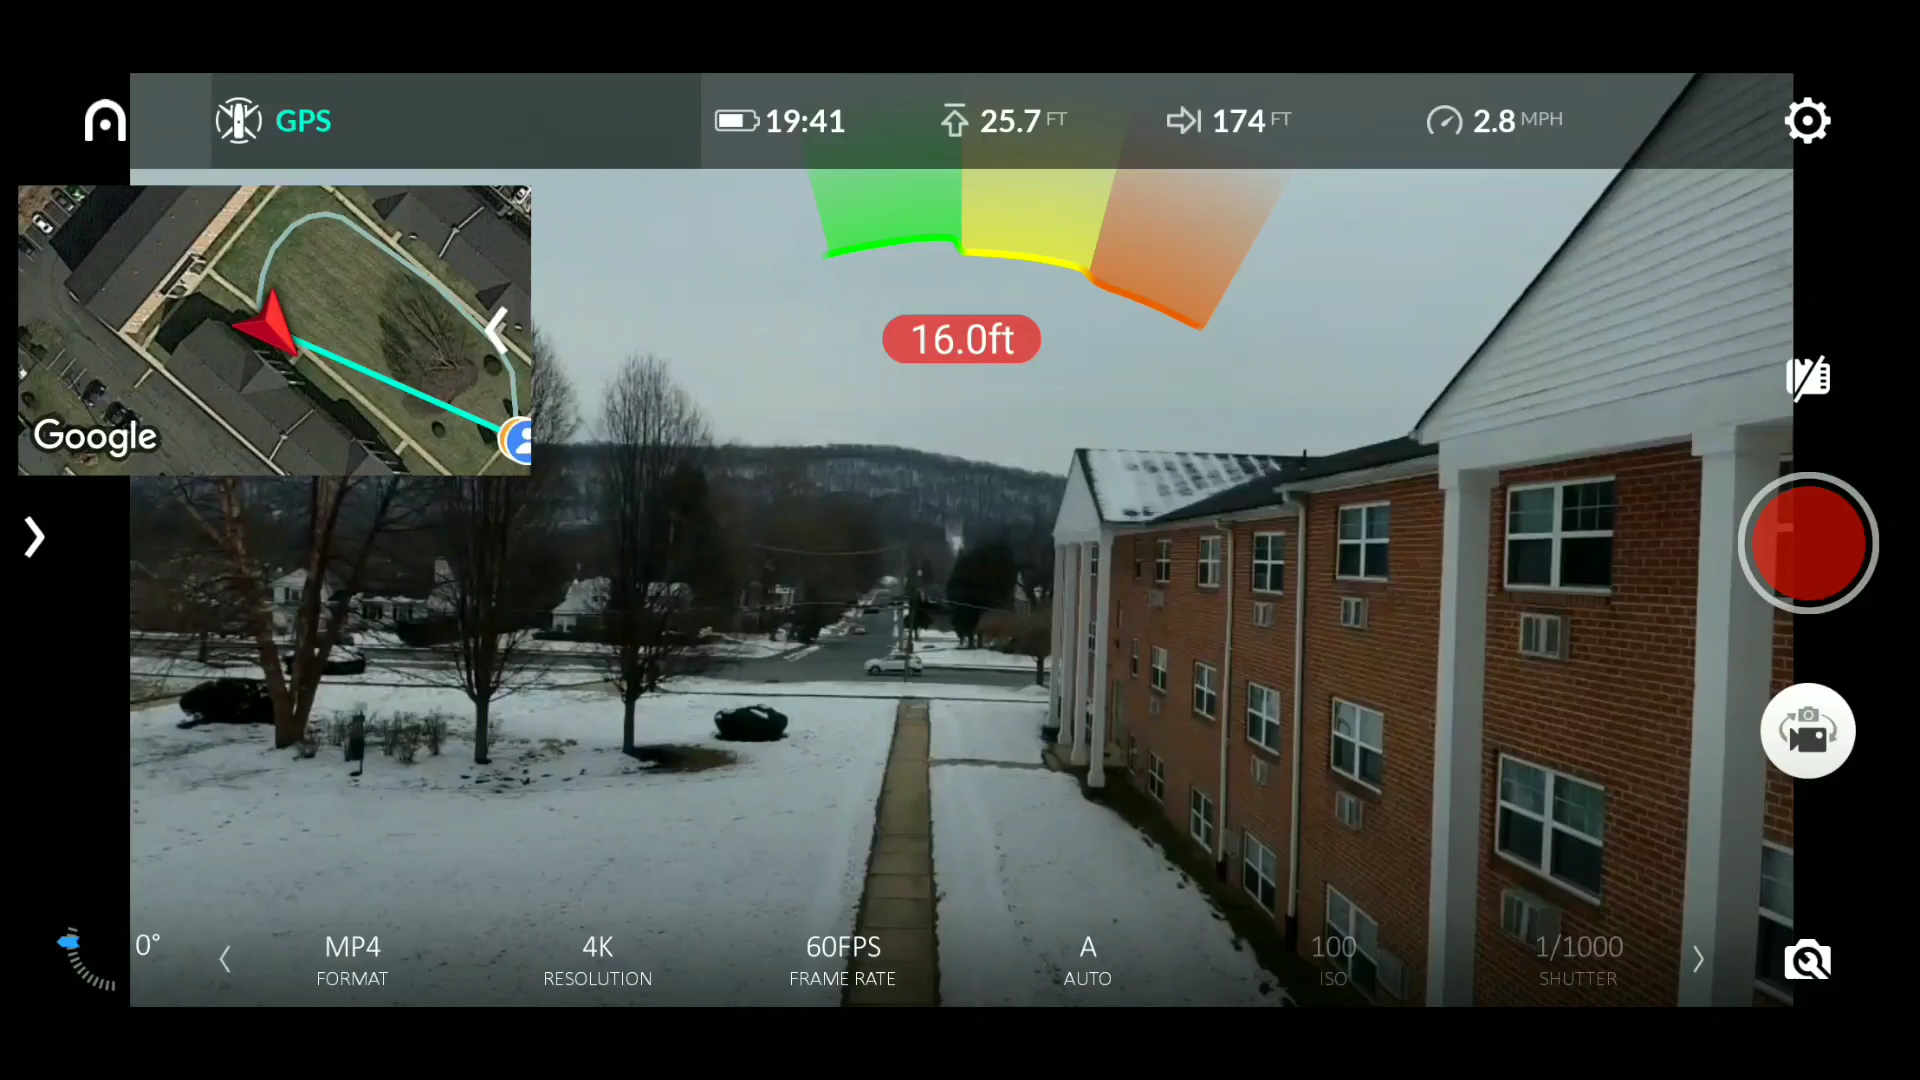 GPS
19:41
25.7 FT
174 FT
2.8 MPH
16.0ft
Google
0°
MP4
FORMAT
4K
RESOLUTION
60FPS
FRAME RATE
A
AUTO
100
ISO
1/1000
SHUTTER